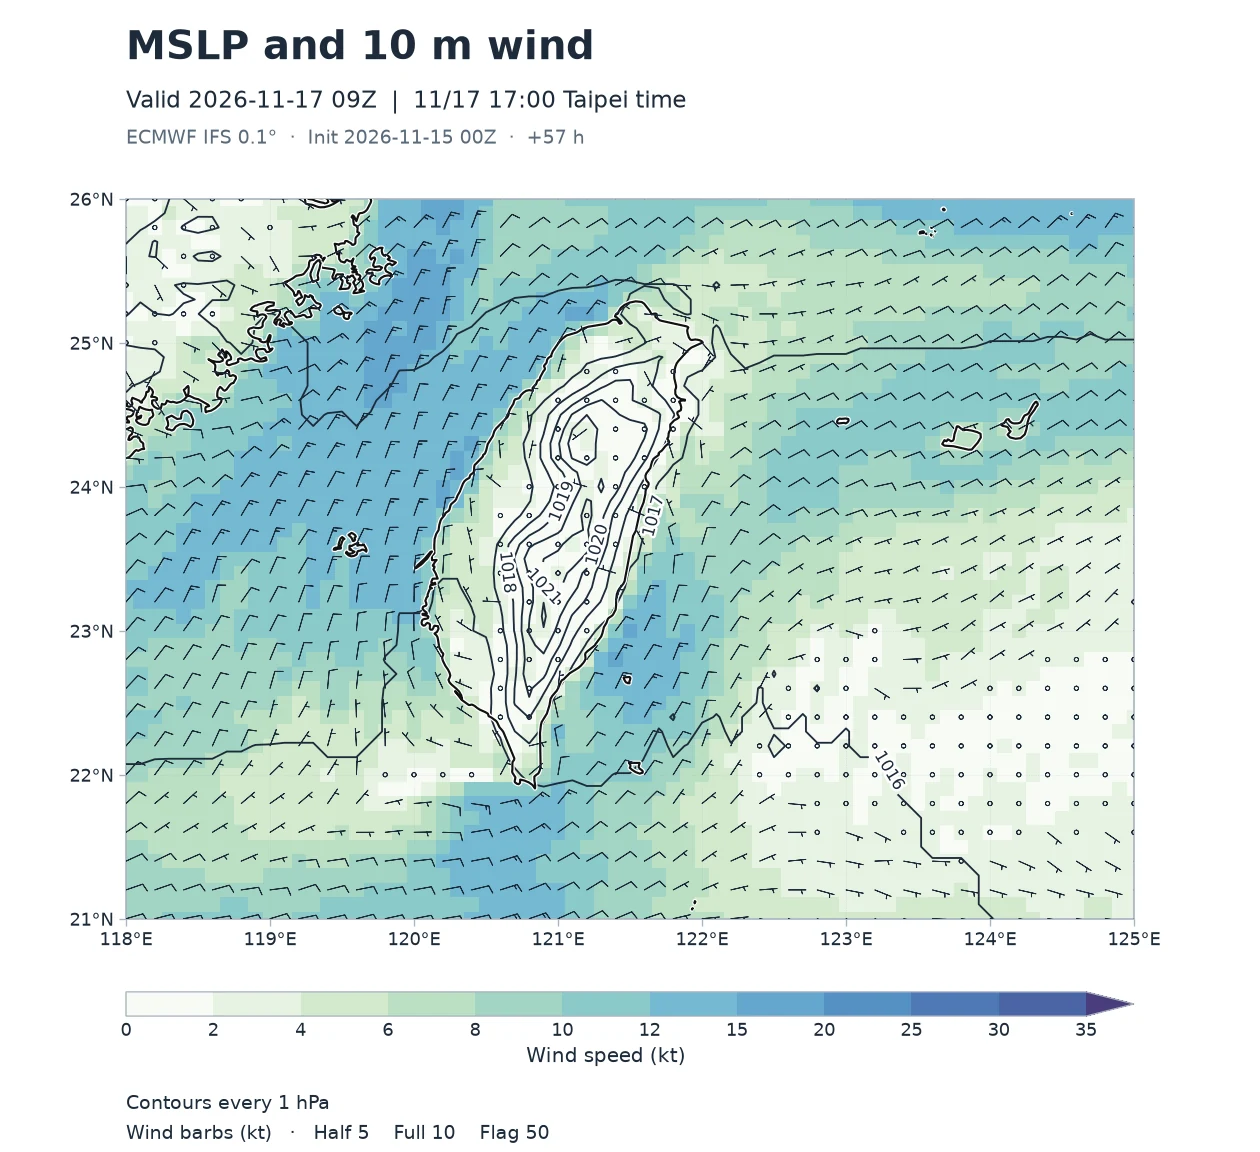 MSLP and 10 m wind
Valid 2026-11-17 09Z | 11/17 17:00 Taipei time
ECMWF IFS 0.1° · Init 2026-11-15 00Z · +57 h
26°N
25°N
24°N
23°N
22°N
21°N
1019
1017
1020
1018
1021
1016
118°E 119°E 120°E 121°E 122°E 123°E 124°E 125°E
0 2 4 6 8 10 12 15 20 25 30 35
Wind speed (kt)
Contours every 1 hPa
Wind barbs (kt) · Half 5 Full 10 Flag 50